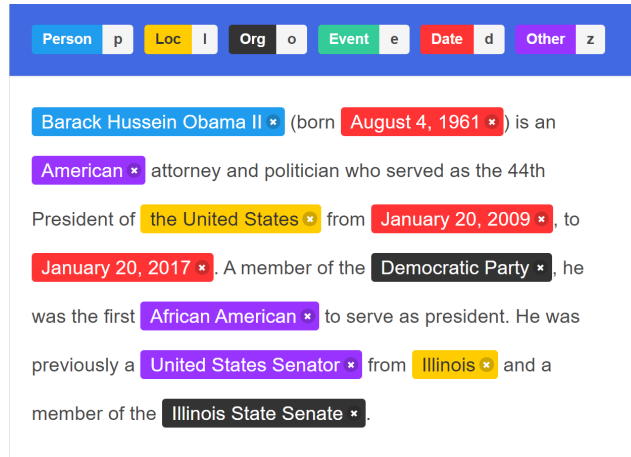 Person p Loc l Org o Event e Date d Other z
Barack Hussein Obama II (born August 4, 1961) is an
American attorney and politician who served as the 44th
President of the United States from January 20, 2009, to
January 20, 2017. A member of the Democratic Party, he
was the first African American to serve as president. He was
previously a United States Senator from Illinois and a
member of the Illinois State Senate.